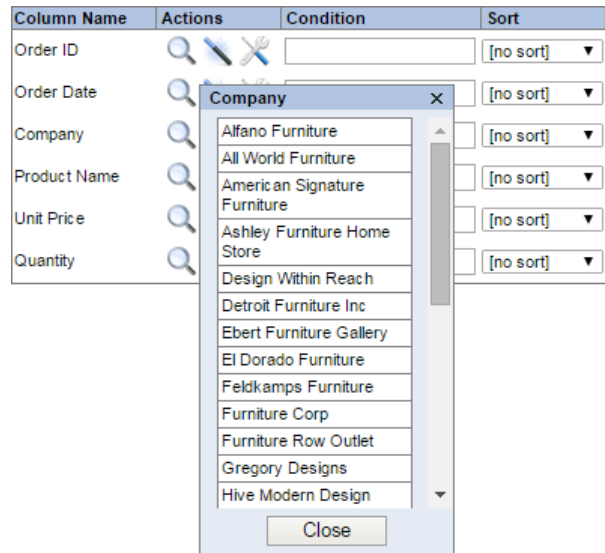 Column Name Actions Condition Sort
Order ID [no sort]
Order Date [no sort]
Company [no sort]
Product Name [no sort]
Unit Price [no sort]
Quantity [no sort]
Company
Alfano Furniture
All World Furniture
American Signature
Furniture
Ashley Furniture Home
Store
Design Within Reach
Detroit Furniture Inc
Ebert Furniture Gallery
El Dorado Furniture
Feldkamps Furniture
Furniture Corp
Furniture Row Outlet
Gregory Designs
Hive Modern Design
Close